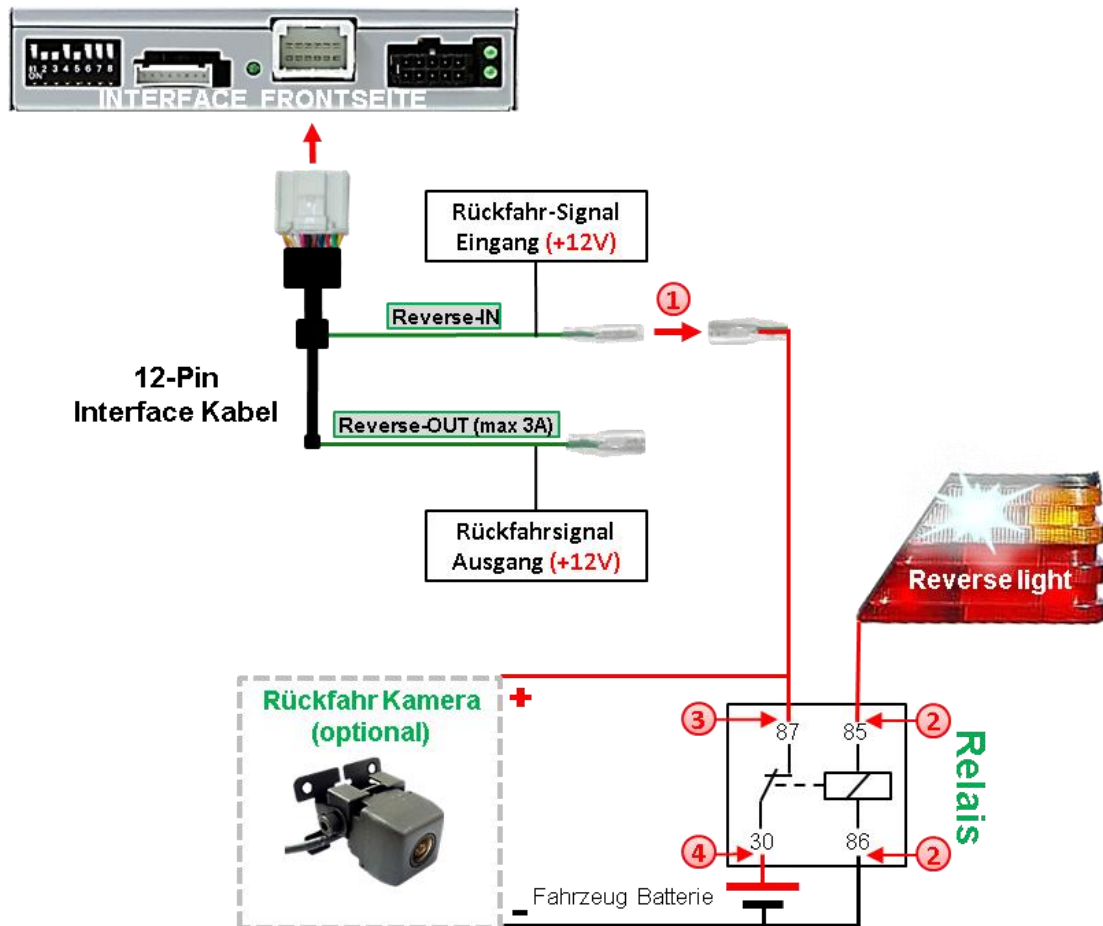 1 2 3 4 5 6 7 8
ON
INTERFACE FRONTSEITE
Rückfahr-Signal
Eingang (+12V)
Reverse-IN
1
12-Pin
Interface Kabel
Reverse-OUT (max 3A)
Rückfahrsignal
Ausgang (+12V)
Reverse light
Rückfahr Kamera
(optional)
+
3
87
85
2
Relais
4
30
86
2
-
Fahrzeug Batterie